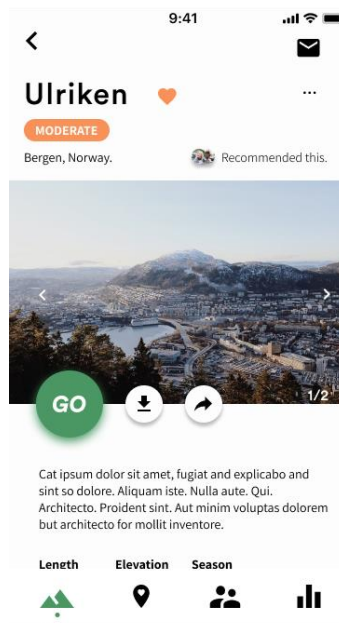 9:41
Ulriken
...
MODERATE
Bergen, Norway.
Recommended this.
1/2
GO
Cat ipsum dolor sit amet, fugiat and explicabo and
sint so dolore. Aliquam iste. Nulla aute. Qui.
Architecto. Proident sint. Aut minim voluptas dolorem
but architecto for mollit inventore.
Length Elevation Season